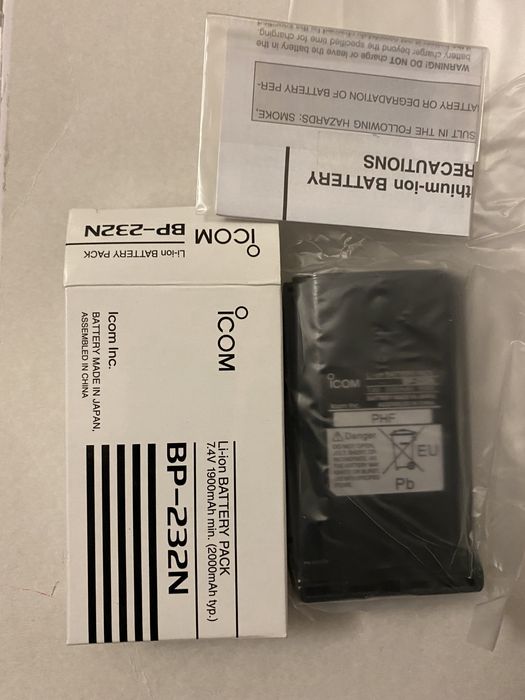 WARNING: DO NOT charge or leave the battery in the
battery charger beyond the specified time for charging.
ATTERY OR DEGRADATION OF BATTERY PER-
SULT IN THE FOLLOWING HAZARDS: SMOKE,
thium-ion BATTERY
RECAUTIONS
ICOM
Li-ion BATTERY PACK
BP-232N
ICOM
Li-ion BATTERY PACK
7.4V 1900mAh min. (2000mAh typ.)
BP-232N
Icom Inc.
BATTERY MADE IN JAPAN,
ASSEMBLED IN CHINA
ICOM
PHF
Danger
EU
Pb